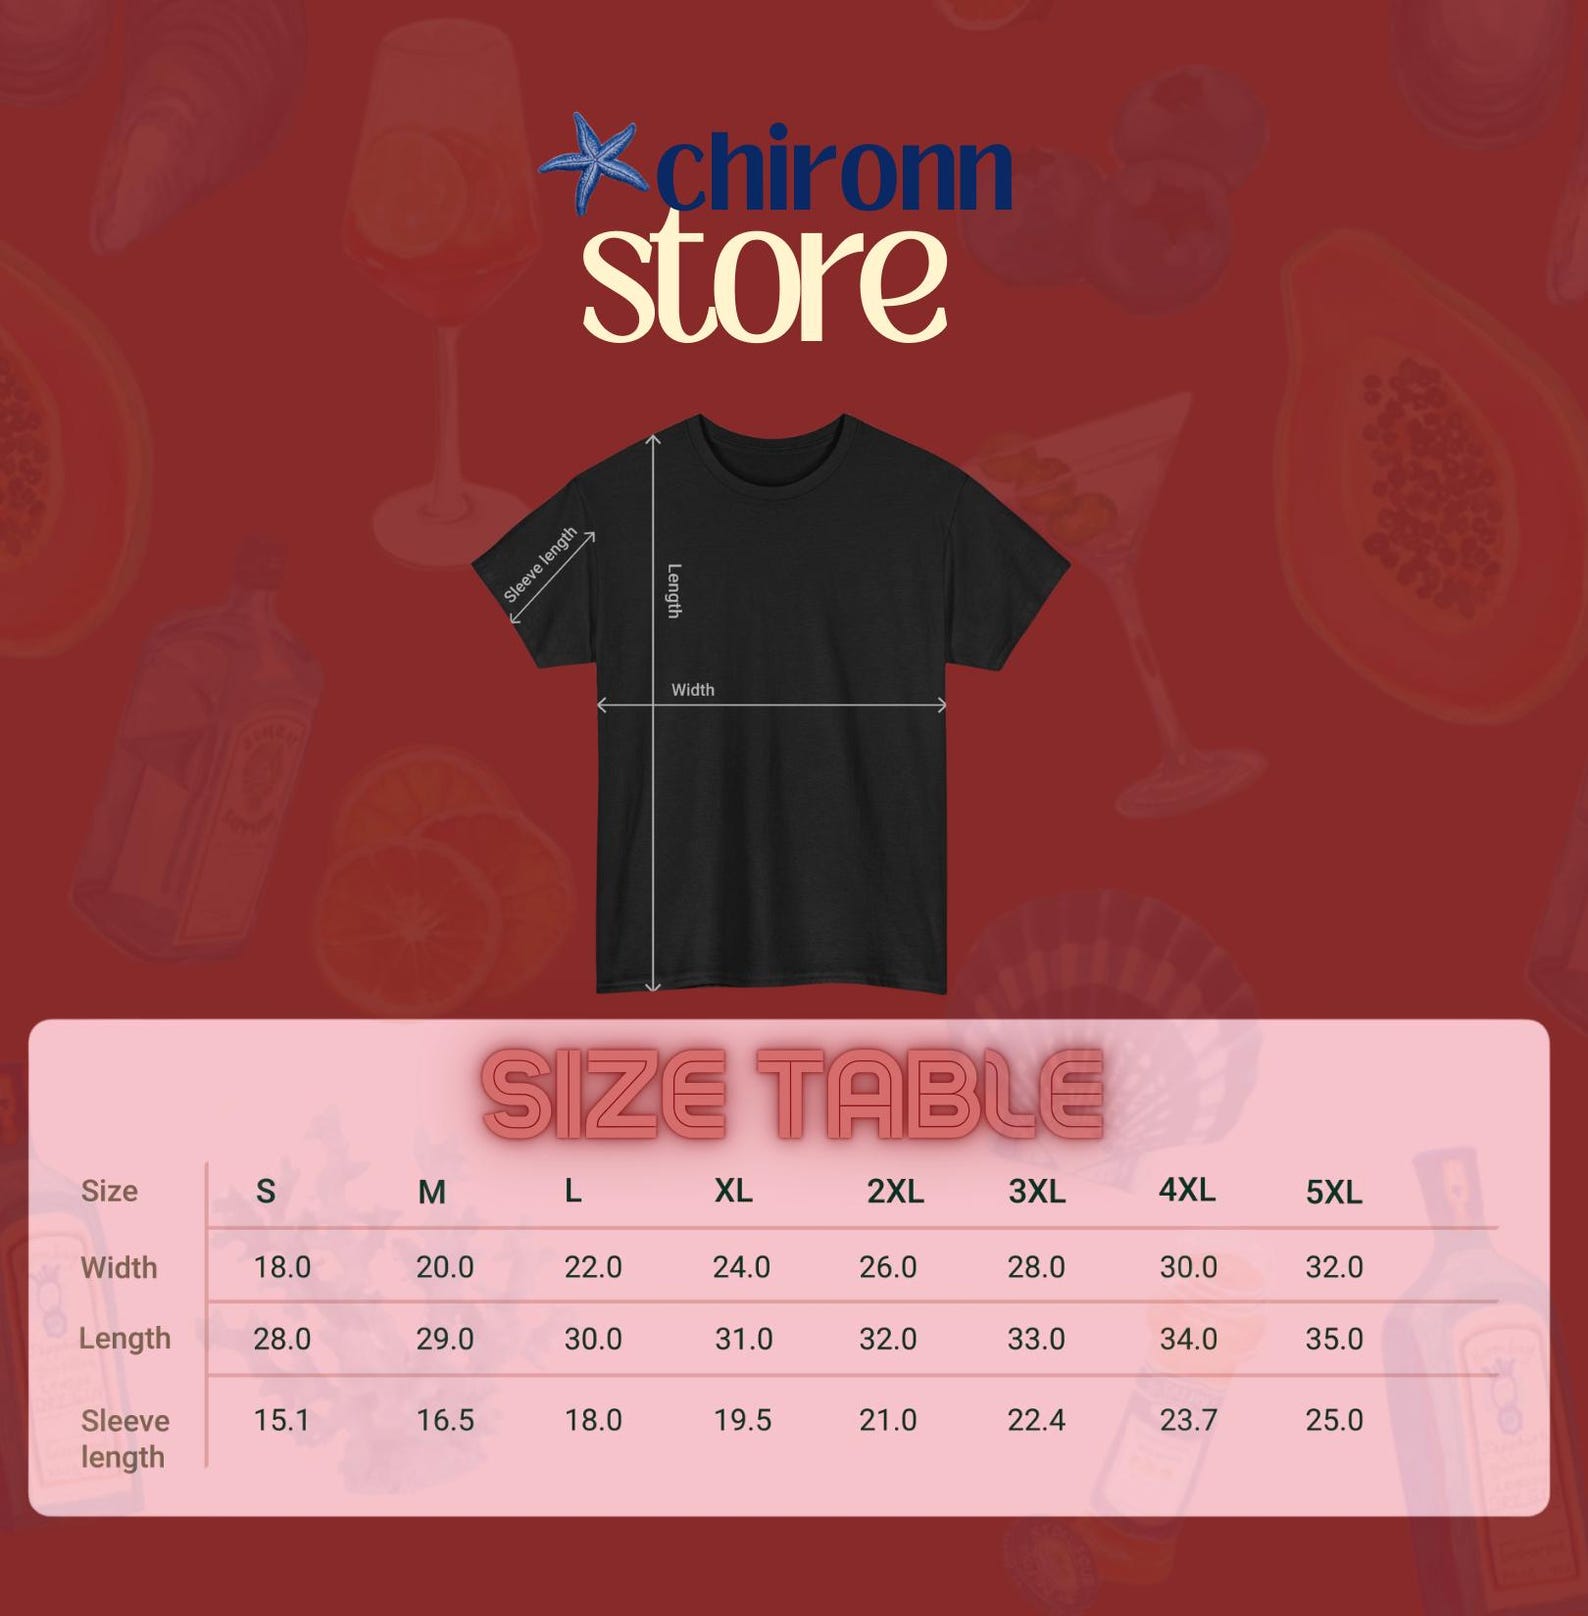 chironn
store
Sleeve length
Length
Width
SIZE TABLE
Size S M L XL 2XL 3XL 4XL 5XL
Width 18.0 20.0 22.0 24.0 26.0 28.0 30.0 32.0
Length 28.0 29.0 30.0 31.0 32.0 33.0 34.0 35.0
Sleeve length 15.1 16.5 18.0 19.5 21.0 22.4 23.7 25.0